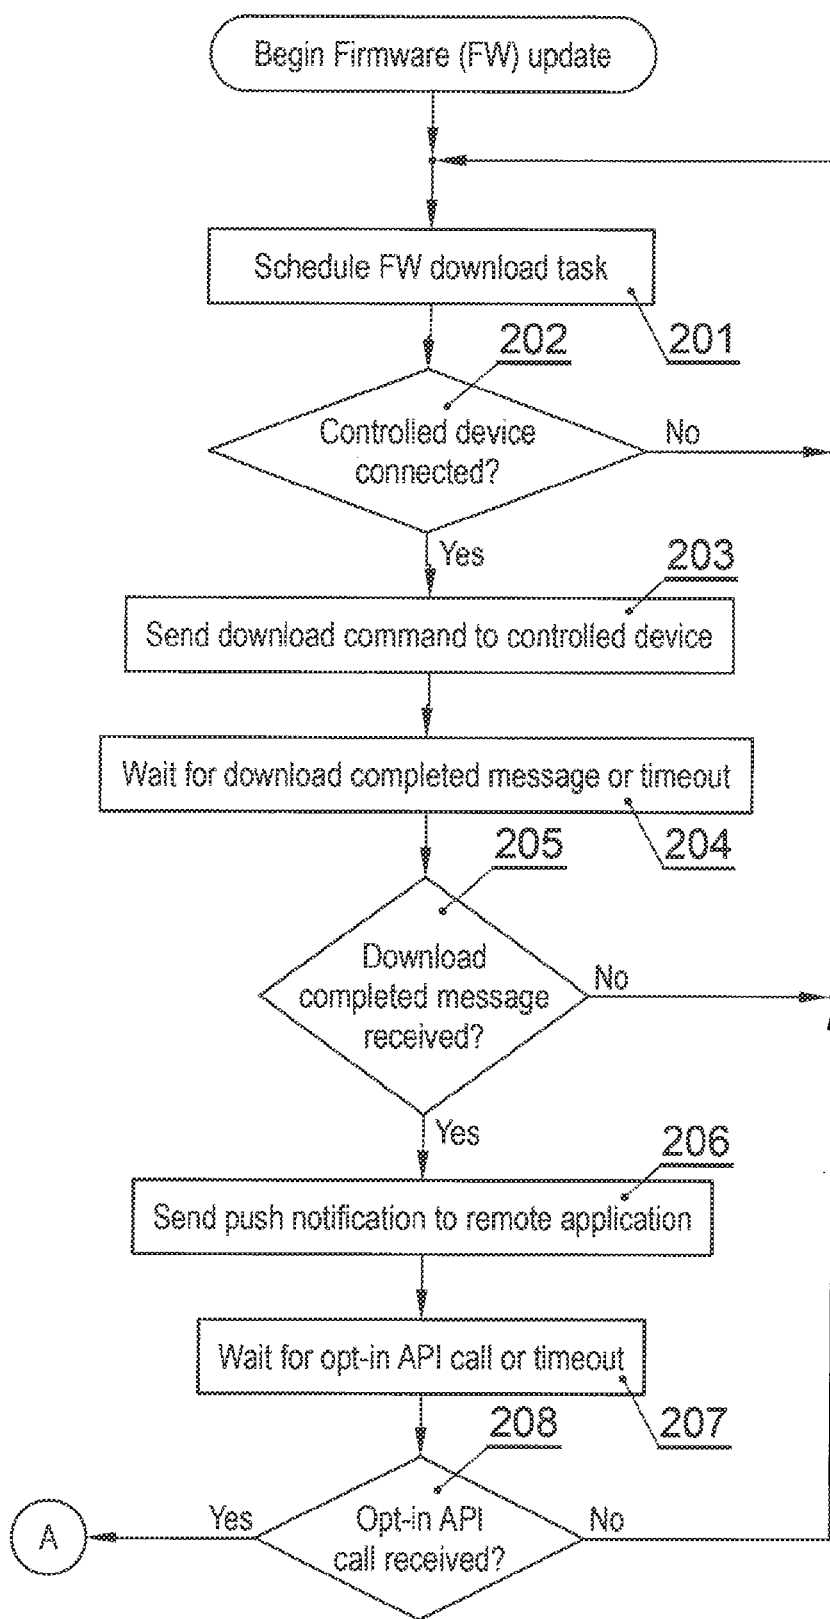 Begin Firmware (FW) update
Schedule FW download task
201
202
Controlled device
connected?
No
Yes
203
Send download command to controlled device
Wait for download completed message or timeout
204
205
Download
completed message
received?
No
Yes
206
Send push notification to remote application
Wait for opt-in API call or timeout
207
208
Opt-in API
call received?
Yes
No
A